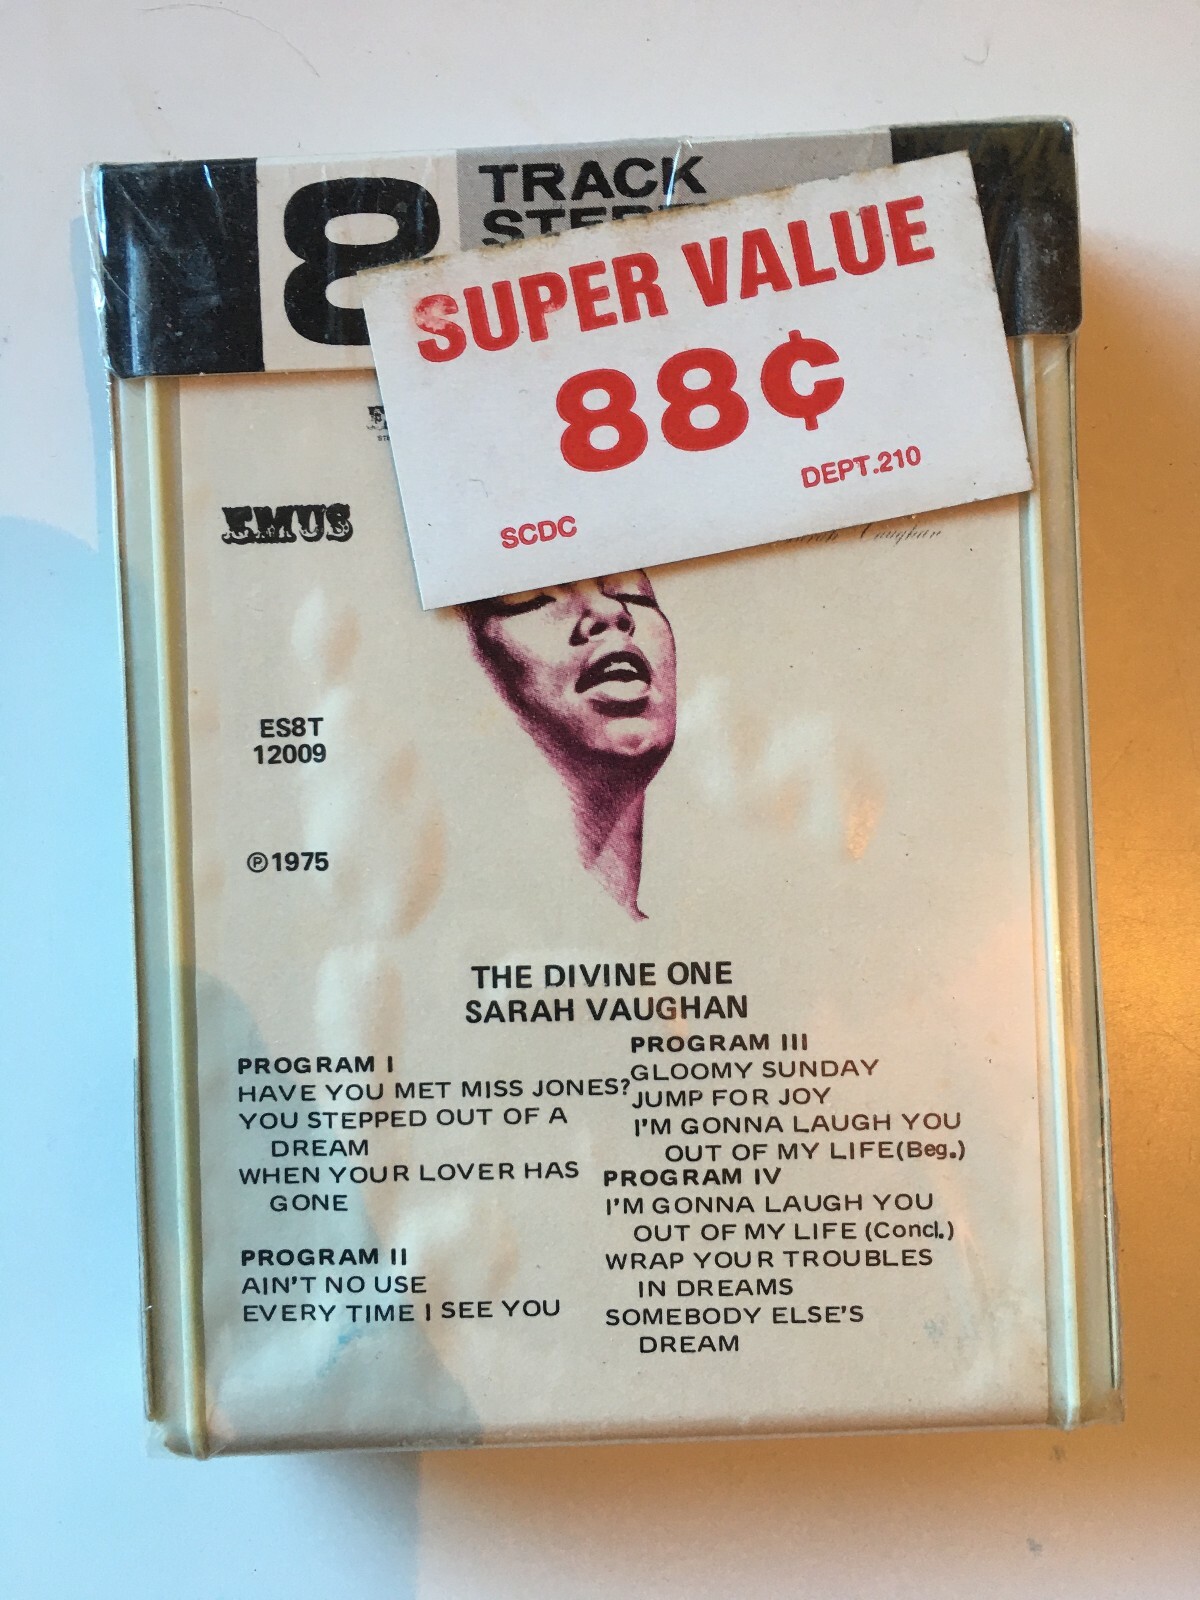 8
TRACK
SUPER VALUE
88¢
DEPT.210
SCDC
EMUS
Vaughan
ES8T
12009
℗1975
THE DIVINE ONE
SARAH VAUGHAN
PROGRAM I
HAVE YOU MET MISS JONES?
YOU STEPPED OUT OF A
DREAM
WHEN YOUR LOVER HAS
GONE
PROGRAM II
AIN'T NO USE
EVERY TIME I SEE YOU
PROGRAM III
GLOOMY SUNDAY
JUMP FOR JOY
I'M GONNA LAUGH YOU
OUT OF MY LIFE(Beg.)
PROGRAM IV
I'M GONNA LAUGH YOU
OUT OF MY LIFE (Concl.)
WRAP YOUR TROUBLES
IN DREAMS
SOMEBODY ELSE'S
DREAM